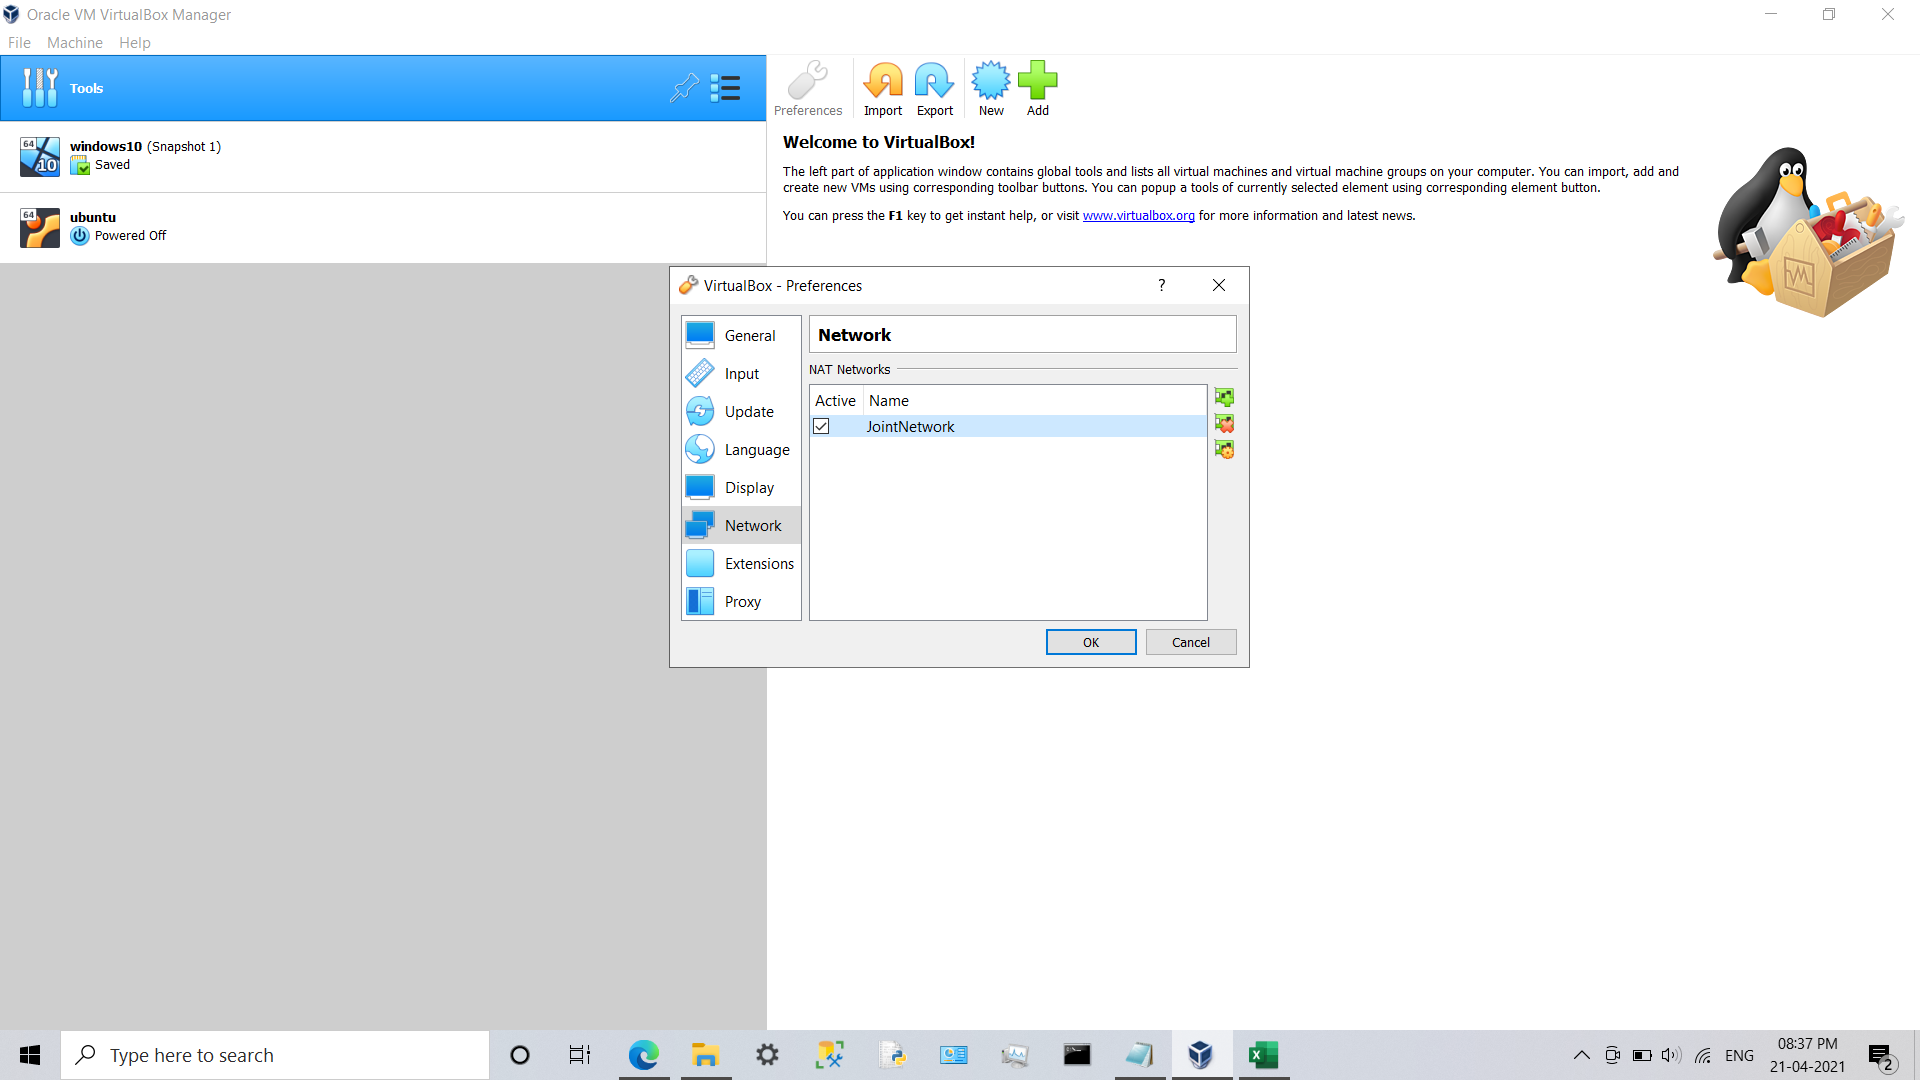 Oracle VM VirtualBox Manager
File Machine Help
Tools
64
10
windows10 (Snapshot 1)
Saved
64
ubuntu
Powered Off
Preferences
Import
Export
New
Add
Welcome to VirtualBox!
The left part of application window contains global tools and lists all virtual machines and virtual machine groups on your computer. You can import, add and
create new VMs using corresponding toolbar buttons. You can popup a tools of currently selected element using corresponding element button.
You can press the F1 key to get instant help, or visit www.virtualbox.org for more information and latest news.
VirtualBox - Preferences
?
General
Input
Update
Language
Display
Network
Extensions
Proxy
Network
NAT Networks
Active Name
JointNetwork
OK
Cancel
Type here to search
ENG
08:37 PM
21-04-2021
2